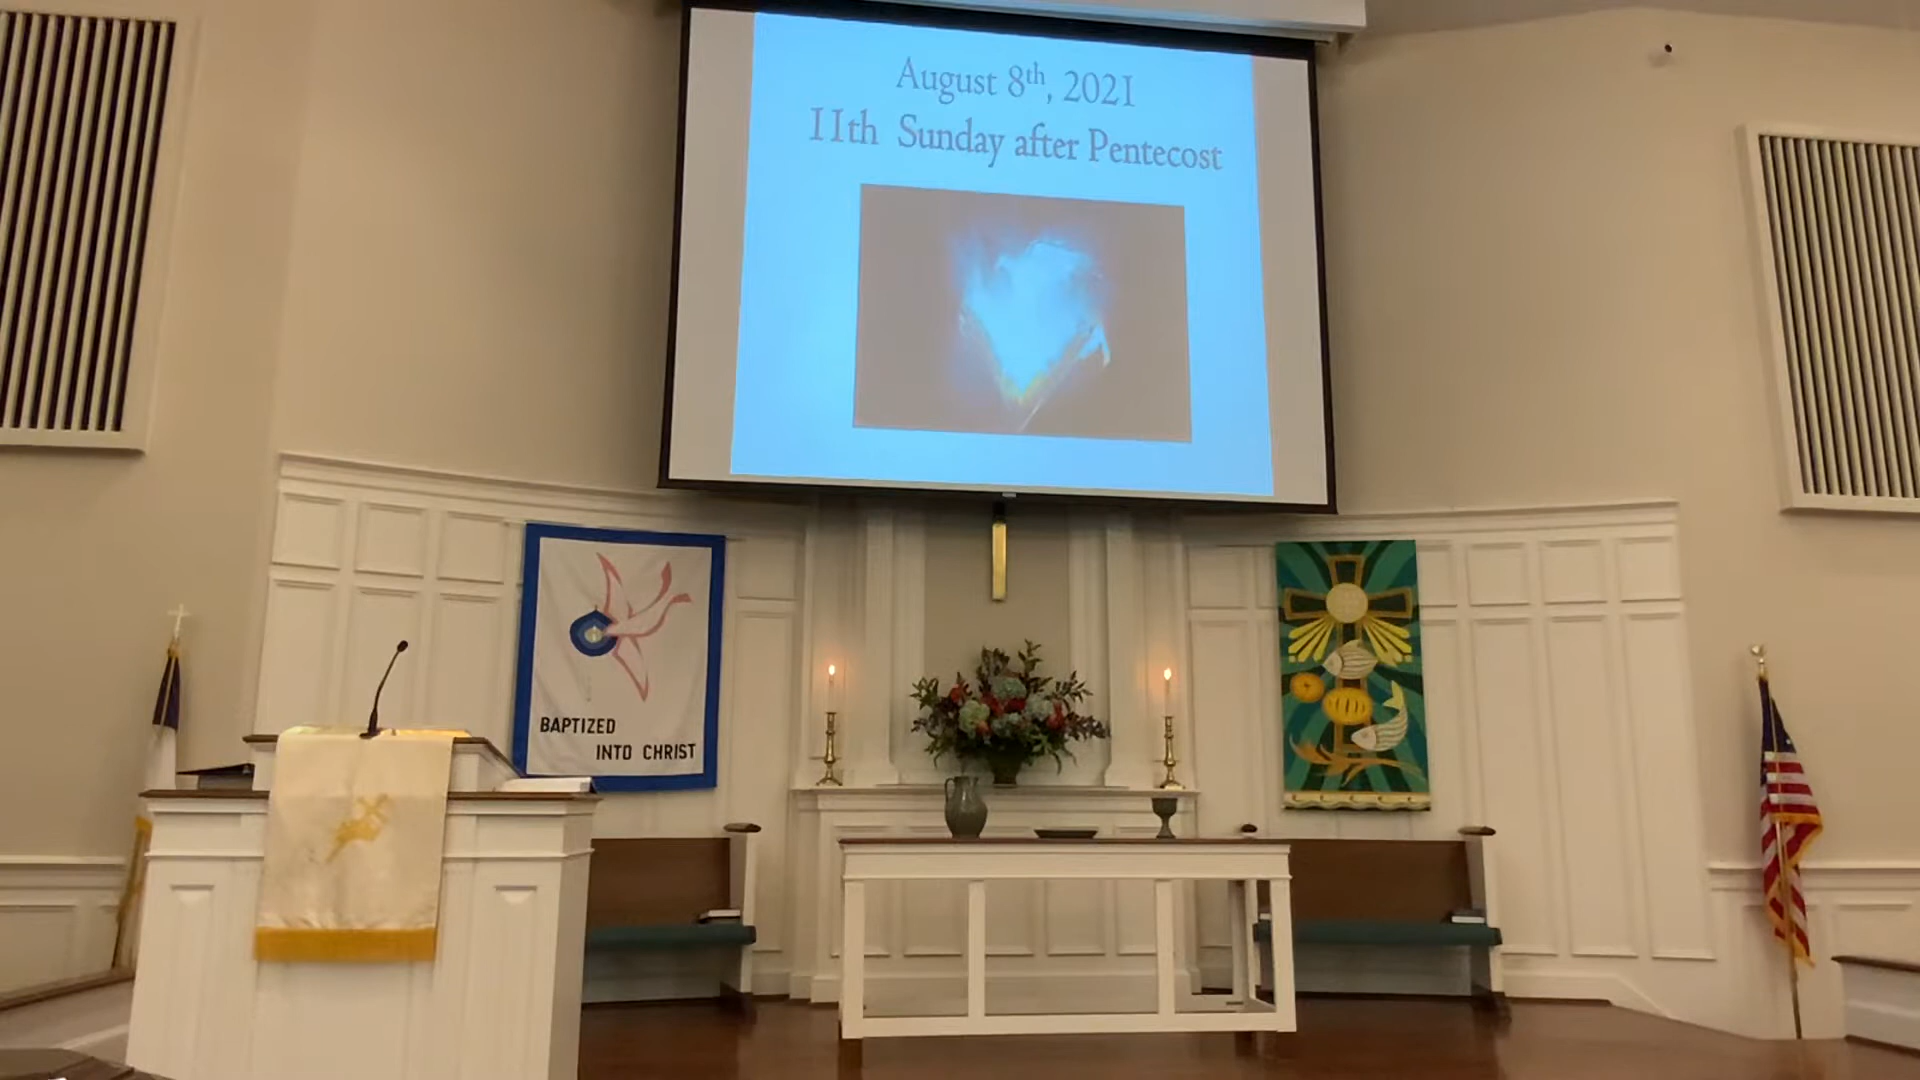 August 8th, 2021
11th Sunday after Pentecost
BAPTIZED
INTO CHRIST